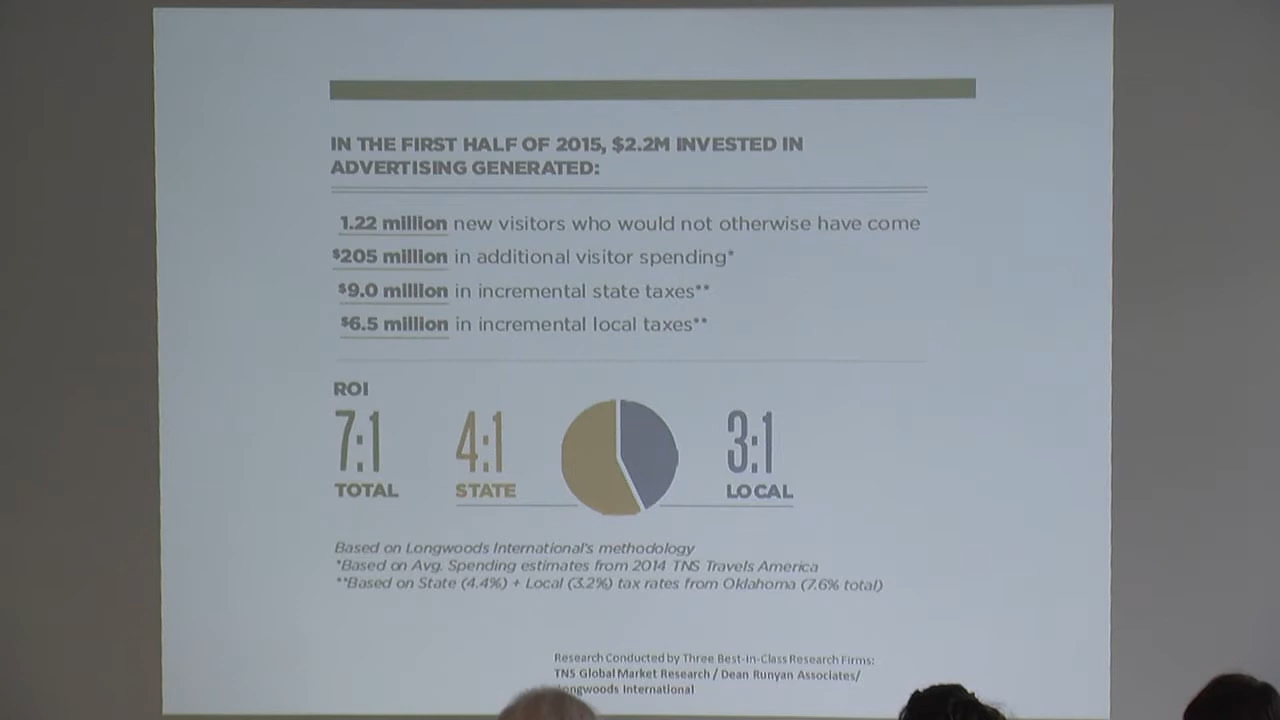 IN THE FIRST HALF OF 2015, $2.2M INVESTED IN
ADVERTISING GENERATED:
1.22 million new visitors who would not otherwise have come
$205 million in additional visitor spending*
$9.0 million in incremental state taxes**
$6.5 million in incremental local taxes**
ROI
7:1 4:1 3:1
TOTAL STATE LOCAL
Based on Longwoods International's methodology
*Based on Avg. Spending estimates from 2014 TNS Travels America
**Based on State (4.4%) + Local (3.2%) tax rates from Oklahoma (7.6% total)
Research Conducted by Three Best-in-Class Research Firms:
TNS Global Market Research / Dean Runyan Associates/
Longwoods International